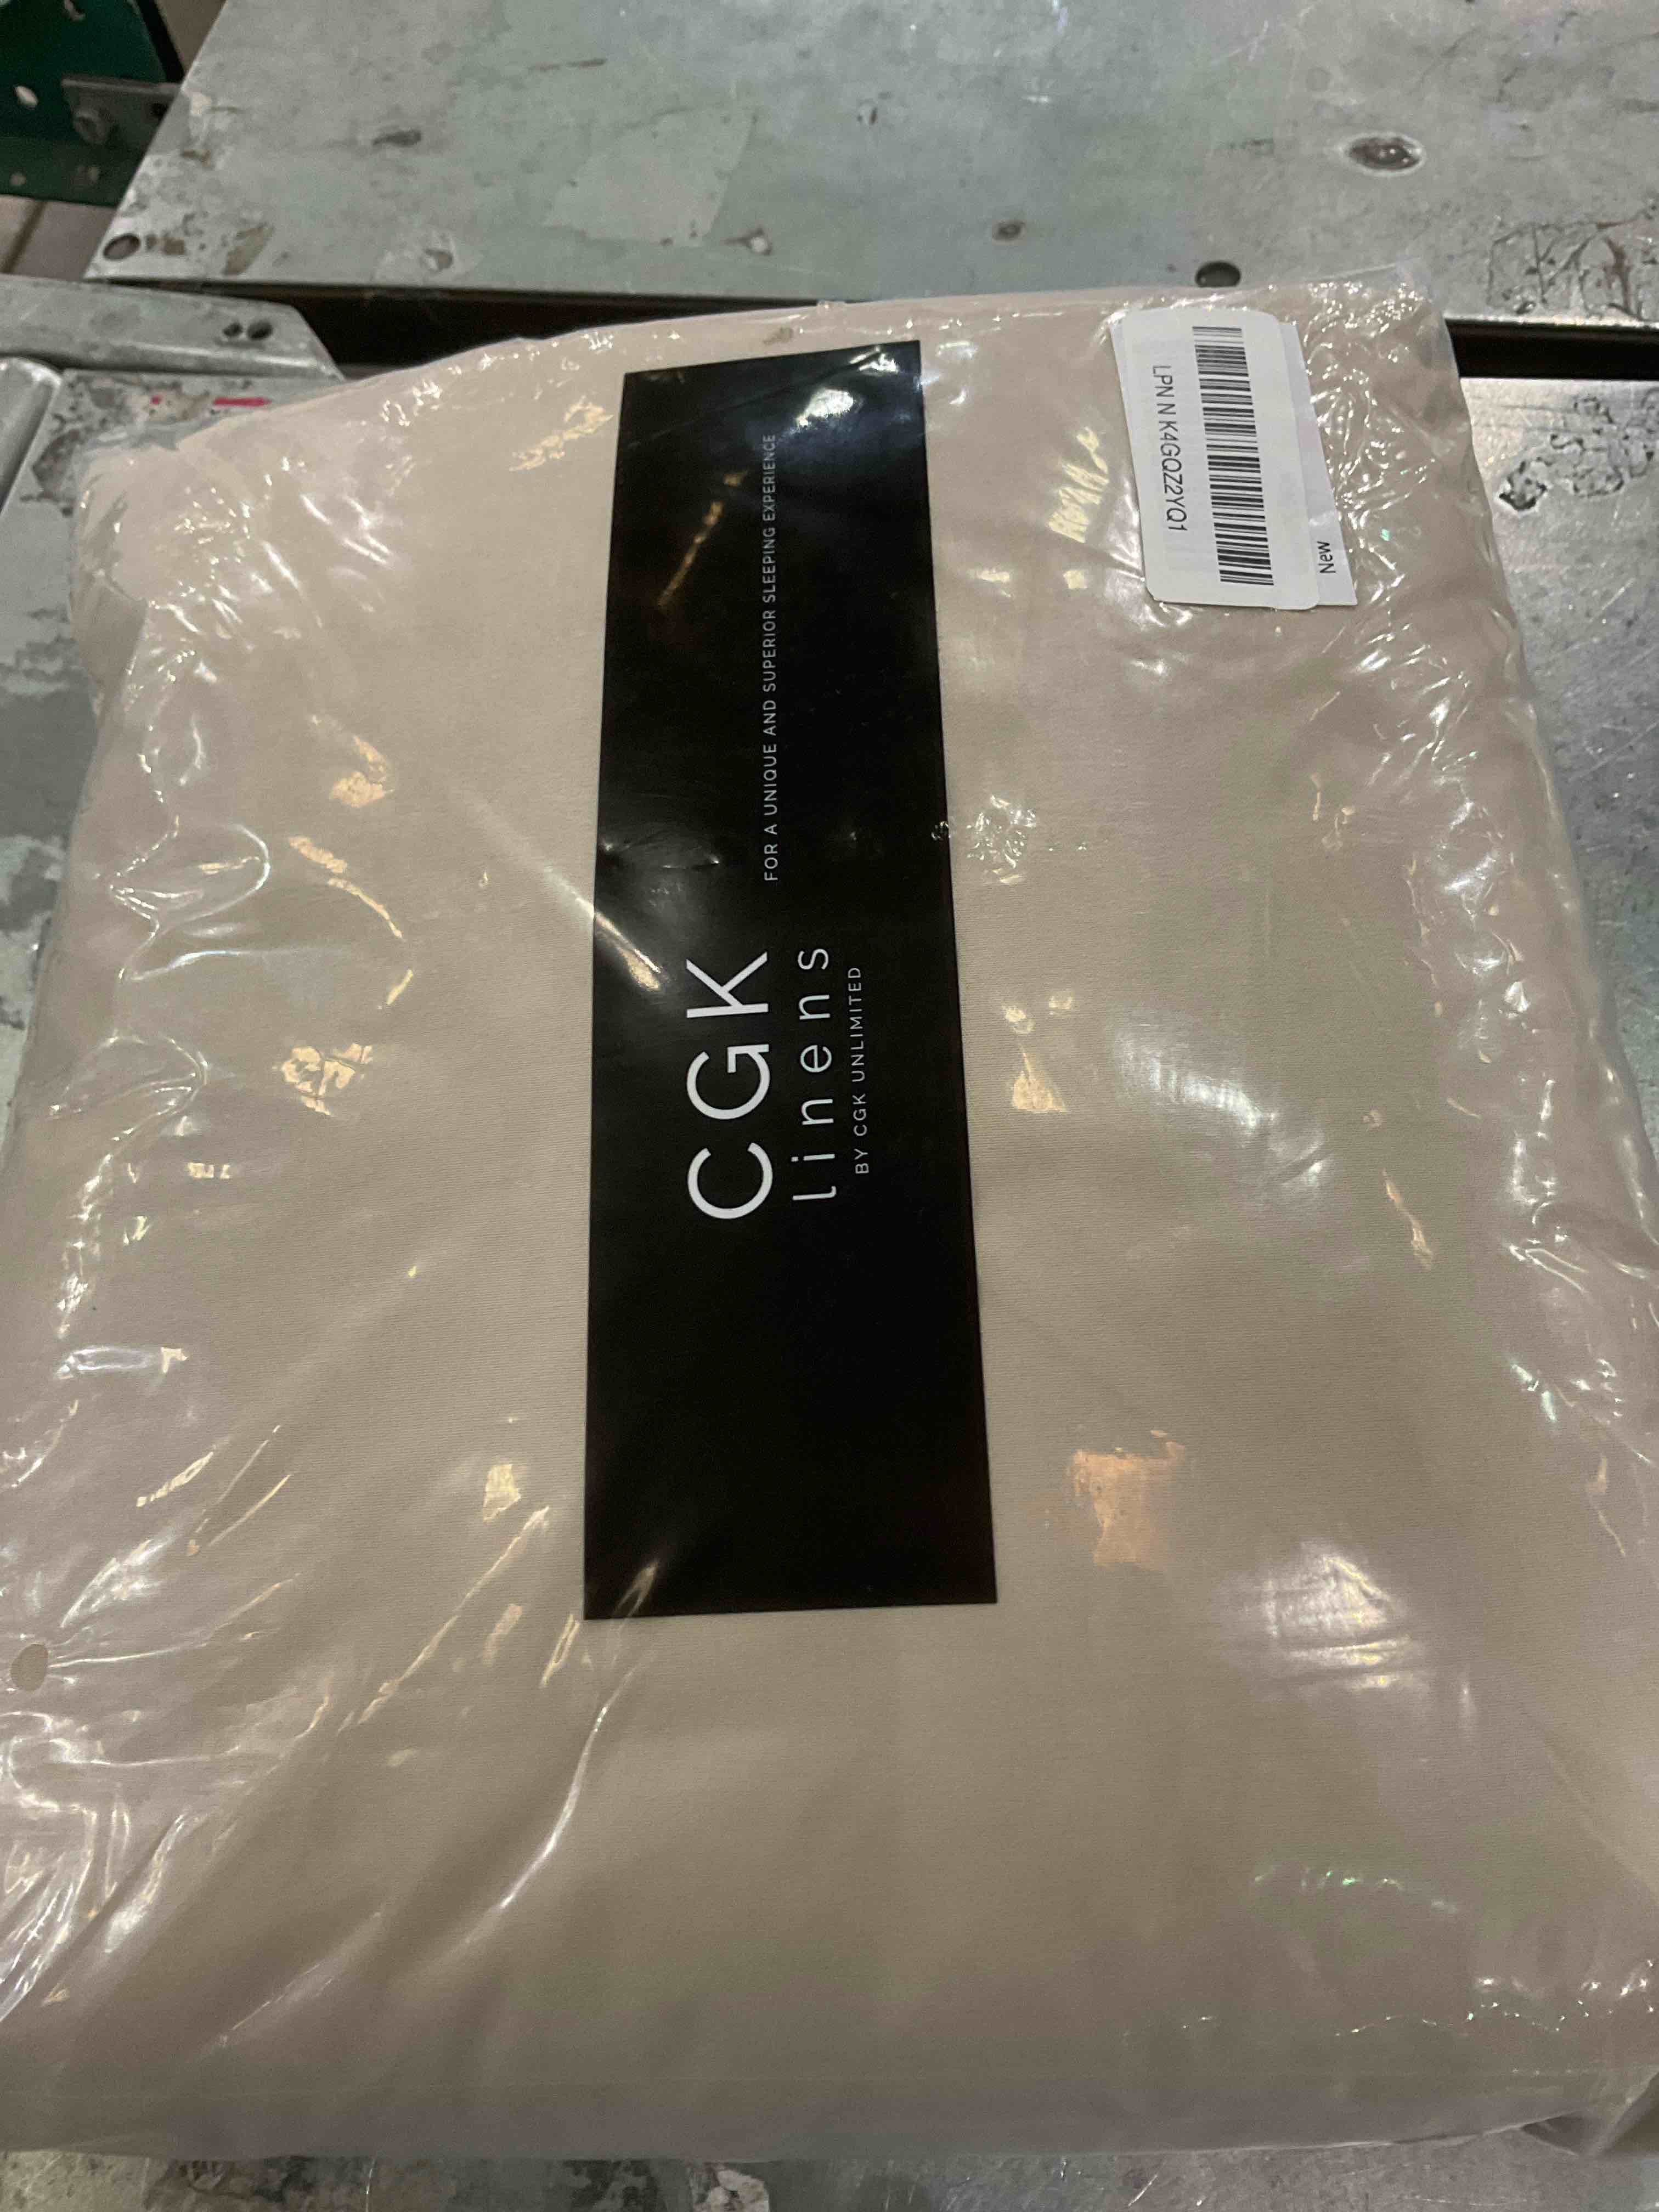 CGK
linens
BY CGK UNLIMITED
FOR A UNIQUE AND SUPERIOR SLEEPING EXPERIENCE
LPN N K4GQZ2YQ1
New